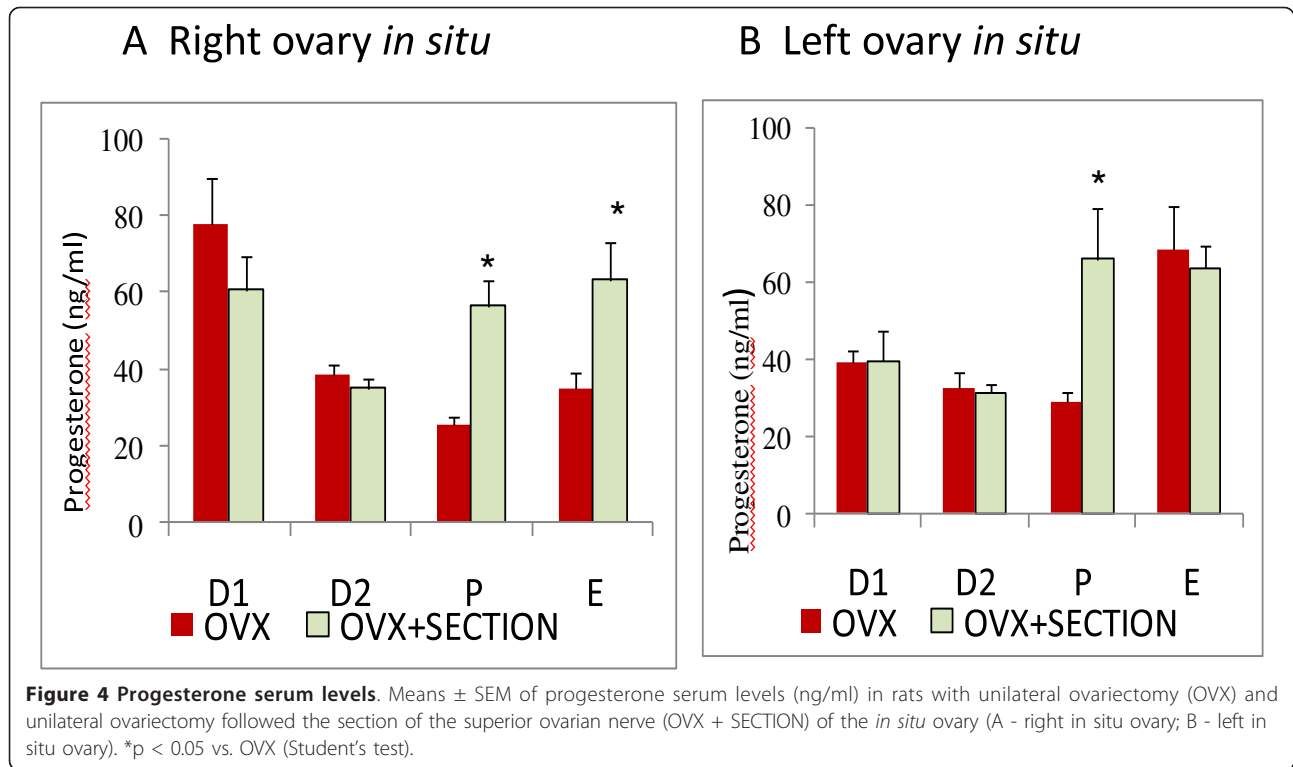 A Right ovary in situ
B Left ovary in situ
Progesterone (ng/ml)
100
80
60
40
20
0
D1 D2 P E
* *
OVX OVX+SECTION
Progesterone (ng/ml)
100
80
60
40
20
0
D1 D2 P E
*
OVX OVX+SECTION
Figure 4 Progesterone serum levels. Means ± SEM of progesterone serum levels (ng/ml) in rats with unilateral ovariectomy (OVX) and
unilateral ovariectomy followed the section of the superior ovarian nerve (OVX + SECTION) of the in situ ovary (A - right in situ ovary; B - left in
situ ovary). *p < 0.05 vs. OVX (Student's test).